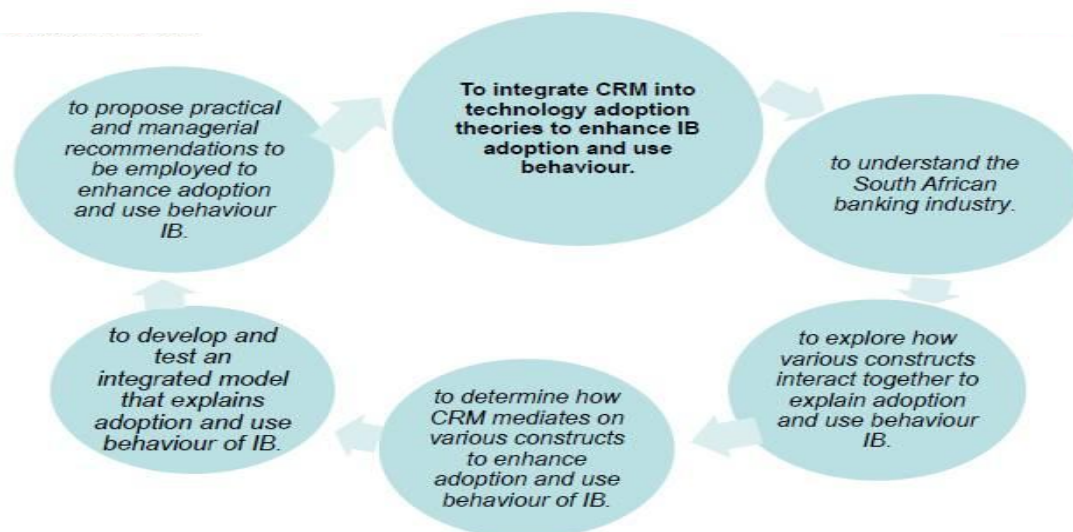 To integrate CRM into
technology adoption
theories to enhance IB
adoption and use
behaviour.
to understand the
South African
banking industry.
to explore how
various constructs
interact together to
explain adoption
and use behaviour
IB.
to determine how
CRM mediates on
various constructs
to enhance
adoption and use
behaviour of IB.
to develop and
test an
integrated model
that explains
adoption and use
behaviour of IB.
to propose practical
and managerial
recommendations to
be employed to
enhance adoption
and use behaviour
IB.